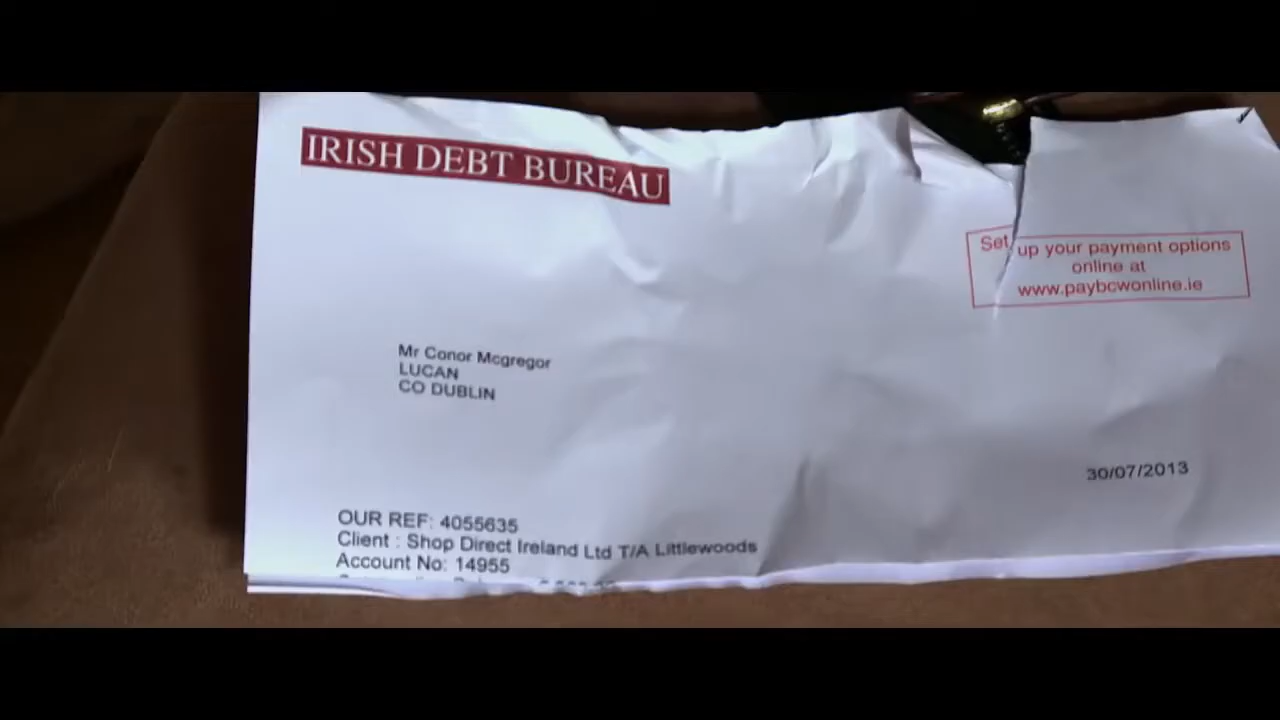 IRISH DEBT BUREAU
Set up your payment options
online at
www.paybcwonline.ie
Mr Conor Mcgregor
LUCAN
CO DUBLIN
30/07/2013
OUR REF: 4055635
Client : Shop Direct Ireland Ltd T/A Littlewoods
Account No: 14955